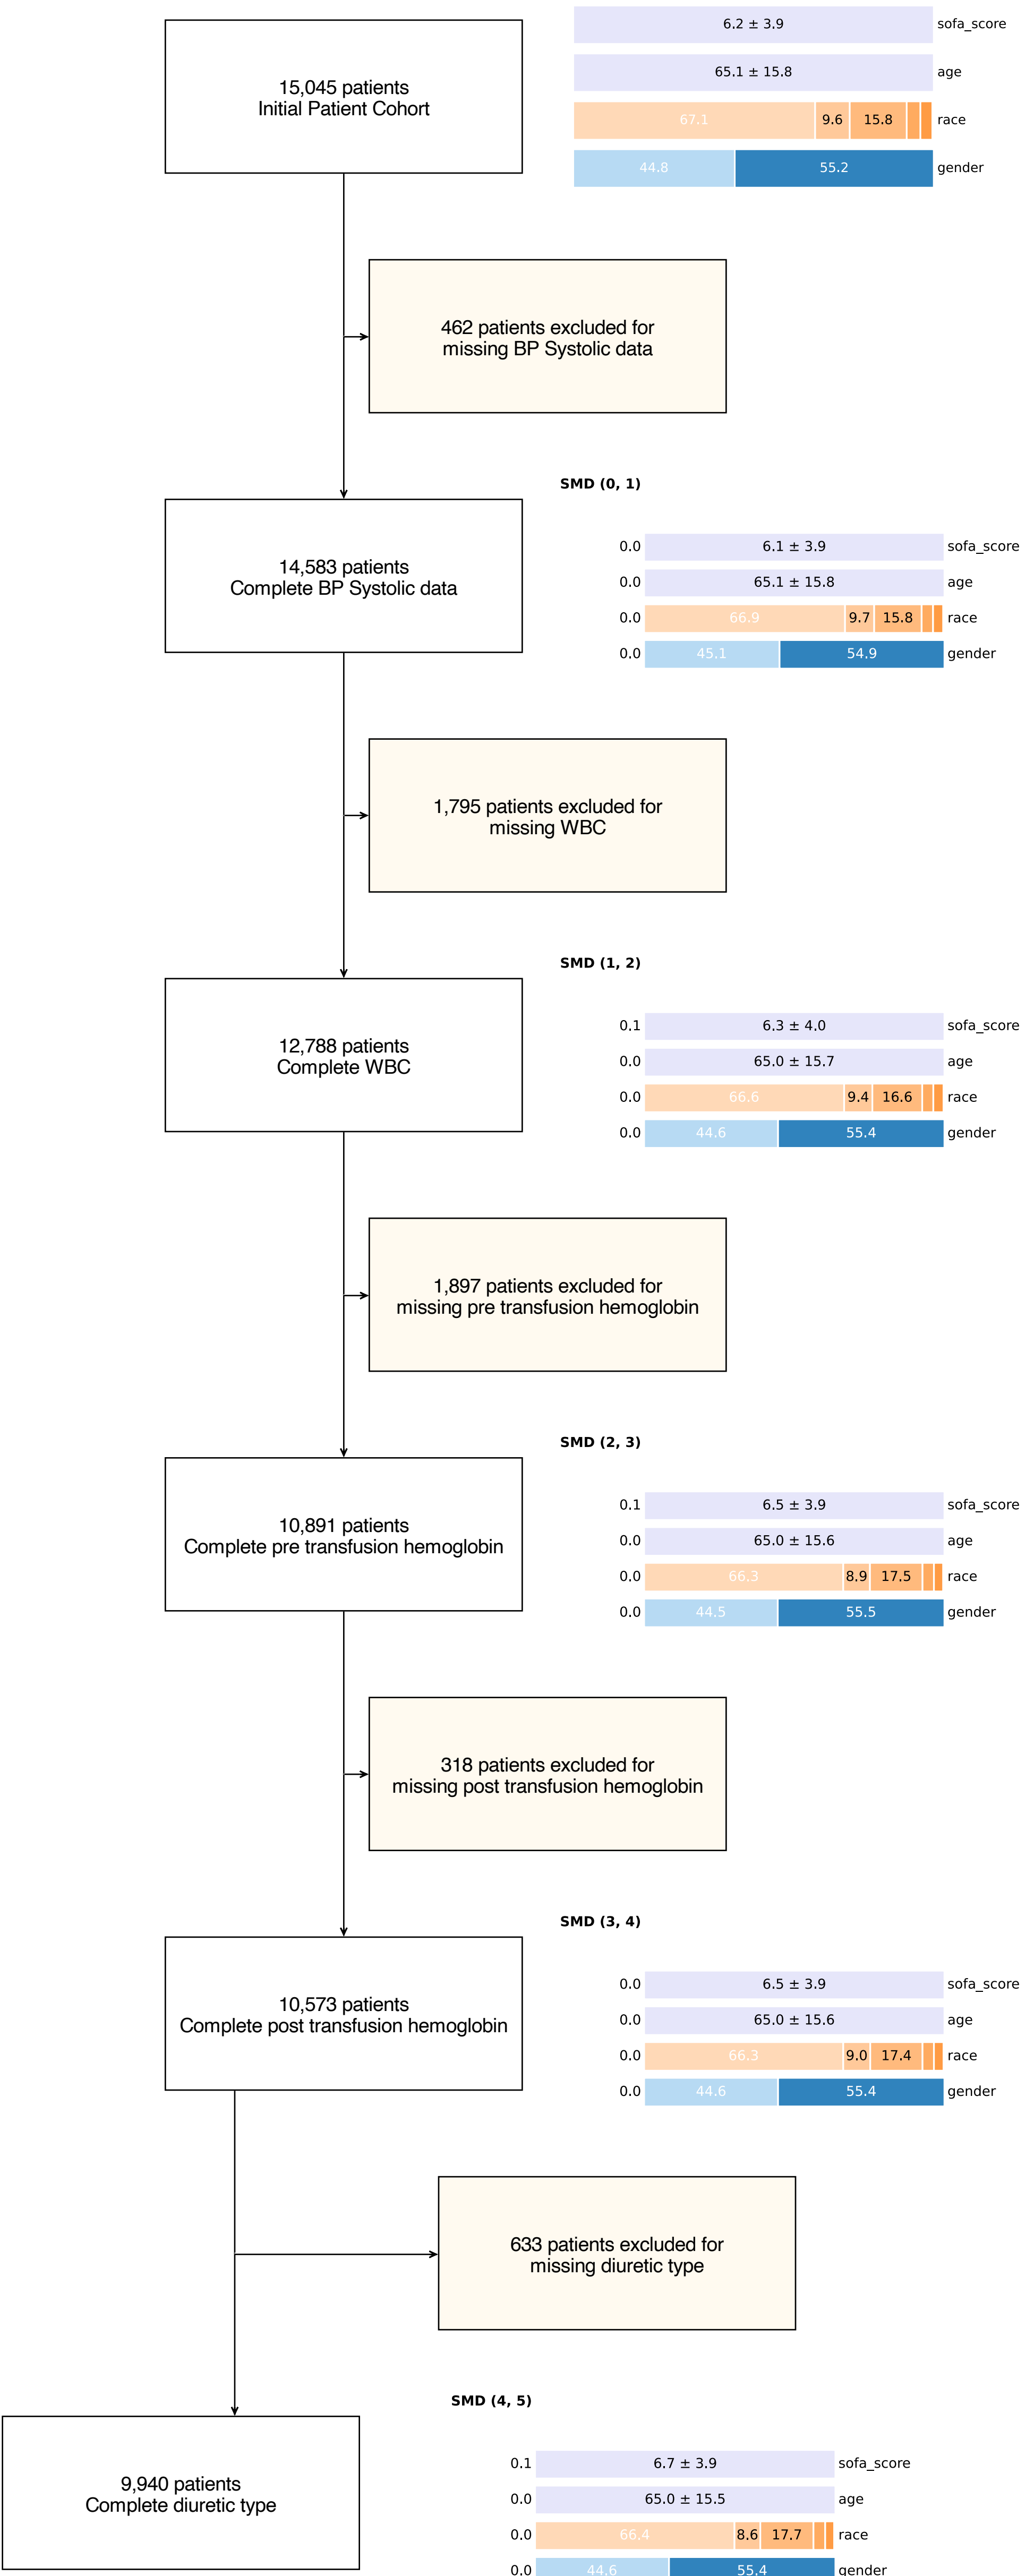 15,045 patients
Initial Patient Cohort
6.2 ± 3.9 sofa_score
65.1 ± 15.8 age
67.1 9.6 15.8 race
44.8 55.2 gender
462 patients excluded for
missing BP Systolic data
SMD (0, 1)
14,583 patients
Complete BP Systolic data
0.0 6.1 ± 3.9 sofa_score
0.0 65.1 ± 15.8 age
0.0 66.9 9.7 15.8 race
0.0 45.1 54.9 gender
1,795 patients excluded for
missing WBC
SMD (1, 2)
12,788 patients
Complete WBC
0.1 6.3 ± 4.0 sofa_score
0.0 65.0 ± 15.7 age
0.0 66.6 9.4 16.6 race
0.0 44.6 55.4 gender
1,897 patients excluded for
missing pre transfusion hemoglobin
SMD (2, 3)
10,891 patients
Complete pre transfusion hemoglobin
0.1 6.5 ± 3.9 sofa_score
0.0 65.0 ± 15.6 age
0.0 66.3 8.9 17.5 race
0.0 44.5 55.5 gender
318 patients excluded for
missing post transfusion hemoglobin
SMD (3, 4)
10,573 patients
Complete post transfusion hemoglobin
0.0 6.5 ± 3.9 sofa_score
0.0 65.0 ± 15.6 age
0.0 66.3 9.0 17.4 race
0.0 44.6 55.4 gender
633 patients excluded for
missing diuretic type
SMD (4, 5)
9,940 patients
Complete diuretic type
0.1 6.7 ± 3.9 sofa_score
0.0 65.0 ± 15.5 age
0.0 66.4 8.6 17.7 race
0.0 44.6 55.4 gender